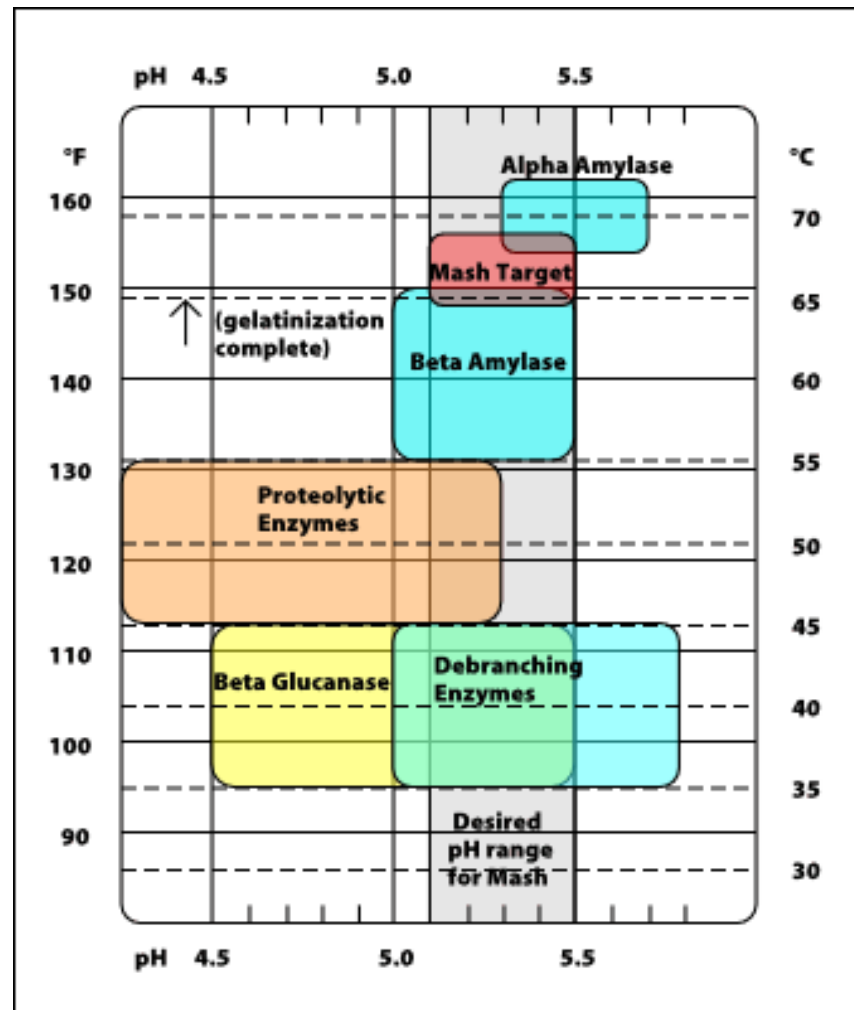 pH 4.5 5.0 5.5
°F °C
Alpha Amylase
160
70
Mash Target
150
65
(gelatinization
complete)
Beta Amylase
140
60
130
55
Proteolytic
Enzymes
50
120
45
110
Debranching
Enzymes
Beta Glucanase
40
100
35
Desired
pH range
for Mash
90
30
pH 4.5 5.0 5.5